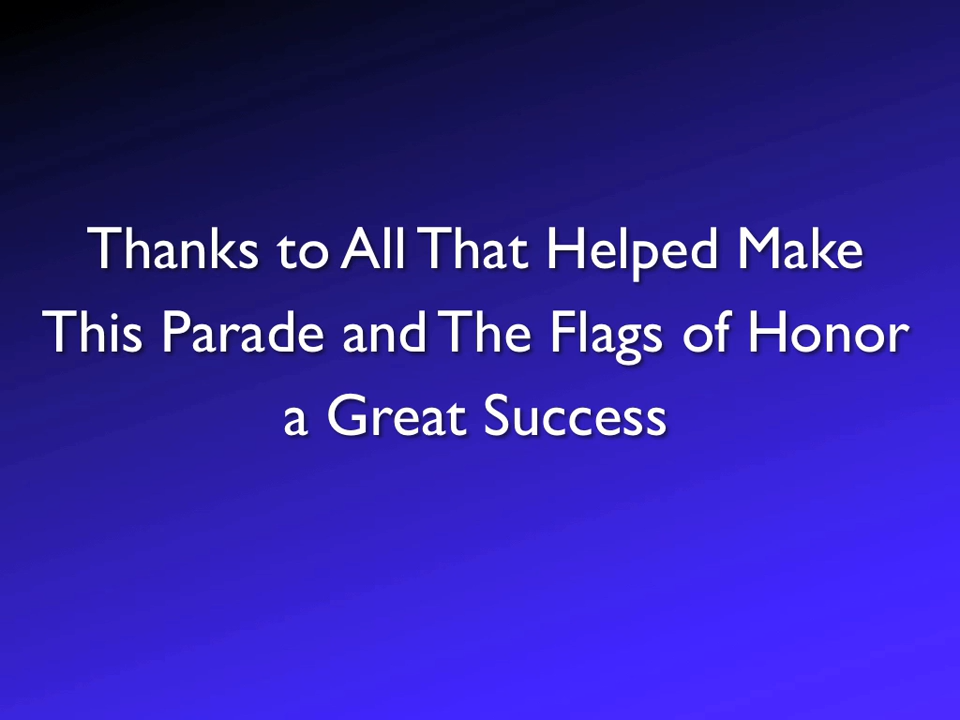 Thanks to All That Helped Make
This Parade and The Flags of Honor
a Great Success